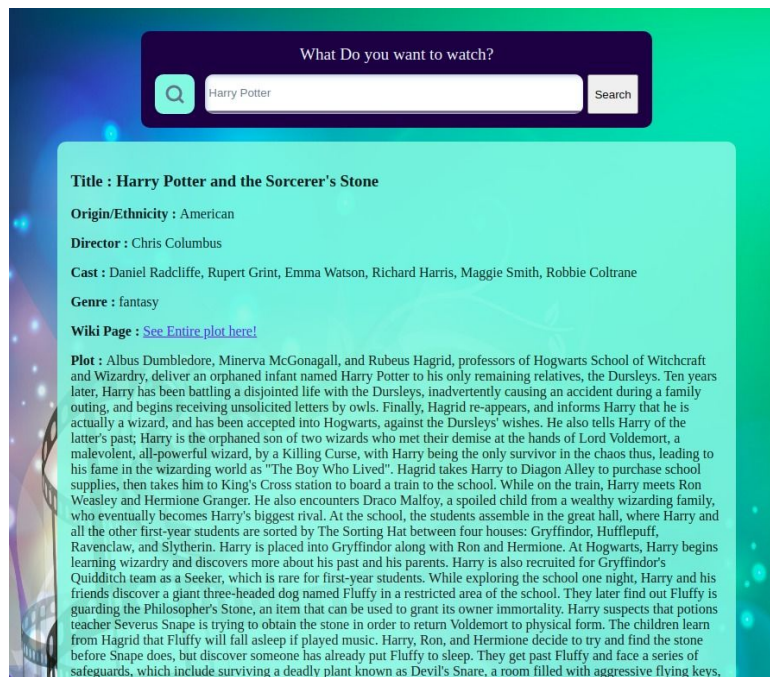 What Do you want to watch?
Harry Potter
Search
Title : Harry Potter and the Sorcerer's Stone
Origin/Ethnicity : American
Director : Chris Columbus
Cast : Daniel Radcliffe, Rupert Grint, Emma Watson, Richard Harris, Maggie Smith, Robbie Coltrane
Genre : fantasy
Wiki Page : See Entire plot here!
Plot : Albus Dumbledore, Minerva McGonagall, and Rubeus Hagrid, professors of Hogwarts School of Witchcraft
and Wizardry, deliver an orphaned infant named Harry Potter to his only remaining relatives, the Dursleys. Ten years
later, Harry has been battling a disjointed life with the Dursleys, inadvertently causing an accident during a family
outing, and begins receiving unsolicited letters by owls. Finally, Hagrid re-appears, and informs Harry that he is
actually a wizard, and has been accepted into Hogwarts, against the Dursleys' wishes. He also tells Harry of the
latter's past; Harry is the orphaned son of two wizards who met their demise at the hands of Lord Voldemort, a
malevolent, all-powerful wizard, by a Killing Curse, with Harry being the only survivor in the chaos thus, leading to
his fame in the wizarding world as "The Boy Who Lived". Hagrid takes Harry to Diagon Alley to purchase school
supplies, then takes him to King's Cross station to board a train to the school. While on the train, Harry meets Ron
Weasley and Hermione Granger. He also encounters Draco Malfoy, a spoiled child from a wealthy wizarding family,
who eventually becomes Harry's biggest rival. At the school, the students assemble in the great hall, where Harry and
all the other first-year students are sorted by The Sorting Hat between four houses: Gryffindor, Hufflepuff,
Ravenclaw, and Slytherin. Harry is placed into Gryffindor along with Ron and Hermione. At Hogwarts, Harry begins
learning wizardry and discovers more about his past and his parents. Harry is also recruited for Gryffindor's
Quidditch team as a Seeker, which is rare for first-year students. While exploring the school one night, Harry and his
friends discover a giant three-headed dog named Fluffy in a restricted area of the school. They later find out Fluffy is
guarding the Philosopher's Stone, an item that can be used to grant its owner immortality. Harry suspects that potions
teacher Severus Snape is trying to obtain the stone in order to return Voldemort to physical form. The children learn
from Hagrid that Fluffy will fall asleep if played music. Harry, Ron, and Hermione decide to try and find the stone
before Snape does, but discover someone has already put Fluffy to sleep. They get past Fluffy and face a series of
safeguards, which include surviving a deadly plant known as Devil's Snare, a room filled with aggressive flying keys,